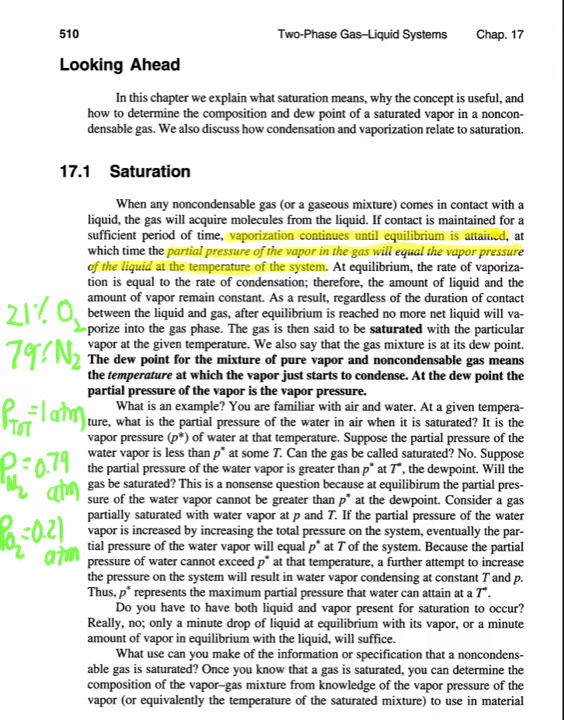 510 Two-Phase Gas–Liquid Systems Chap. 17
Looking Ahead
In this chapter we explain what saturation means, why the concept is useful, and
how to determine the composition and dew point of a saturated vapor in a noncon-
densable gas. We also discuss how condensation and vaporization relate to saturation.
17.1 Saturation
When any noncondensable gas (or a gaseous mixture) comes in contact with a
liquid, the gas will acquire molecules from the liquid. If contact is maintained for a
sufficient period of time, vaporization continues until equilibrium is attained, at
which time the partial pressure of the vapor in the gas will equal the vapor pressure
of the liquid at the temperature of the system. At equilibrium, the rate of vaporiza-
tion is equal to the rate of condensation; therefore, the amount of liquid and the
amount of vapor remain constant. As a result, regardless of the duration of contact
between the liquid and gas, after equilibrium is reached no more net liquid will va-
porize into the gas phase. The gas is then said to be saturated with the particular
vapor at the given temperature. We also say that the gas mixture is at its dew point.
The dew point for the mixture of pure vapor and noncondensable gas means
the temperature at which the vapor just starts to condense. At the dew point the
partial pressure of the vapor is the vapor pressure.
What is an example? You are familiar with air and water. At a given tempera-
ture, what is the partial pressure of the water in air when it is saturated? It is the
vapor pressure (p*) of water at that temperature. Suppose the partial pressure of the
water vapor is less than p* at some T. Can the gas be called saturated? No. Suppose
the partial pressure of the water vapor is greater than p* at T*, the dewpoint. Will the
gas be saturated? This is a nonsense question because at equilibirum the partial pres-
sure of the water vapor cannot be greater than p* at the dewpoint. Consider a gas
partially saturated with water vapor at p and T. If the partial pressure of the water
vapor is increased by increasing the total pressure on the system, eventually the par-
tial pressure of the water vapor will equal p* at T of the system. Because the partial
pressure of water cannot exceed p* at that temperature, a further attempt to increase
the pressure on the system will result in water vapor condensing at constant T and p.
Thus, p* represents the maximum partial pressure that water can attain at a T*.
Do you have to have both liquid and vapor present for saturation to occur?
Really, no; only a minute drop of liquid at equilibrium with its vapor, or a minute
amount of vapor in equilibrium with the liquid, will suffice.
What use can you make of the information or specification that a nonconden-
able gas is saturated? Once you know that a gas is saturated, you can determine the
composition of the vapor–gas mixture from knowledge of the vapor pressure of the
vapor (or equivalently the temperature of the saturated mixture) to use in material
21% O2
79% N2
PTOT = 1 atm
PN2 = 0.79
atm
PO2 = 0.21
atm